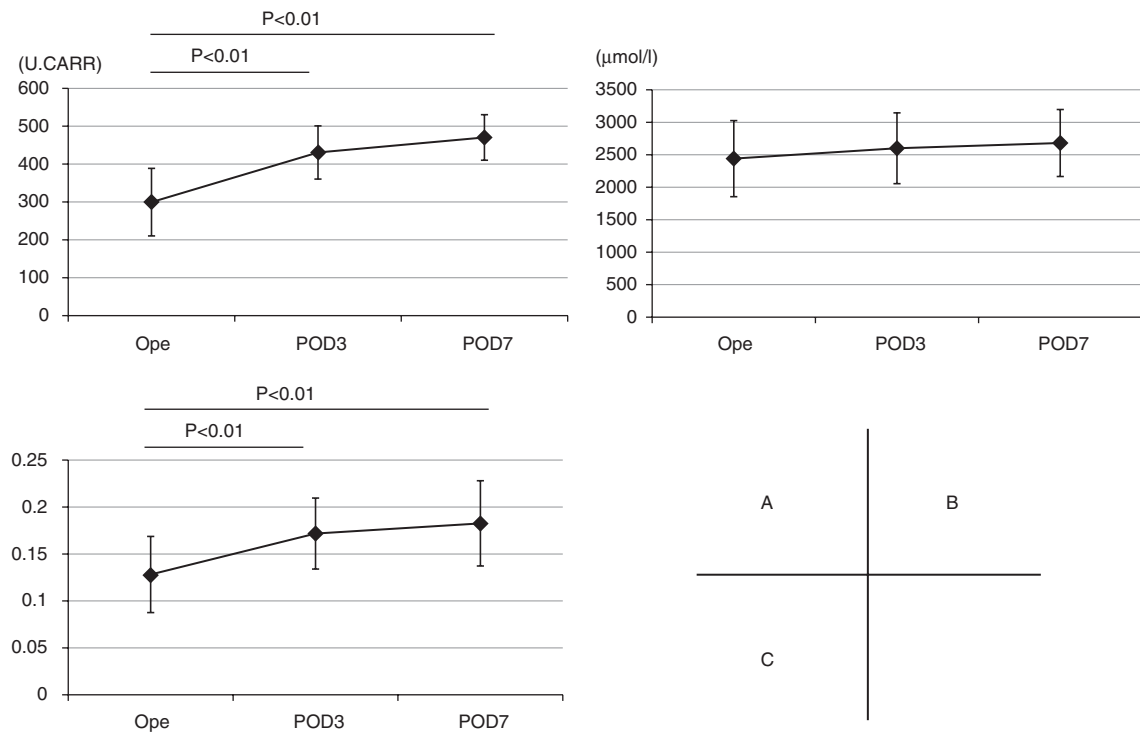 P<0.01
P<0.01
(U.CARR)
600
500
400
300
200
100
0
Ope POD3 POD7
(μmol/l)
3500
3000
2500
2000
1500
1000
500
0
Ope POD3 POD7
P<0.01
P<0.01
0.25
0.2
0.15
0.1
0.05
0
Ope POD3 POD7
A B
C